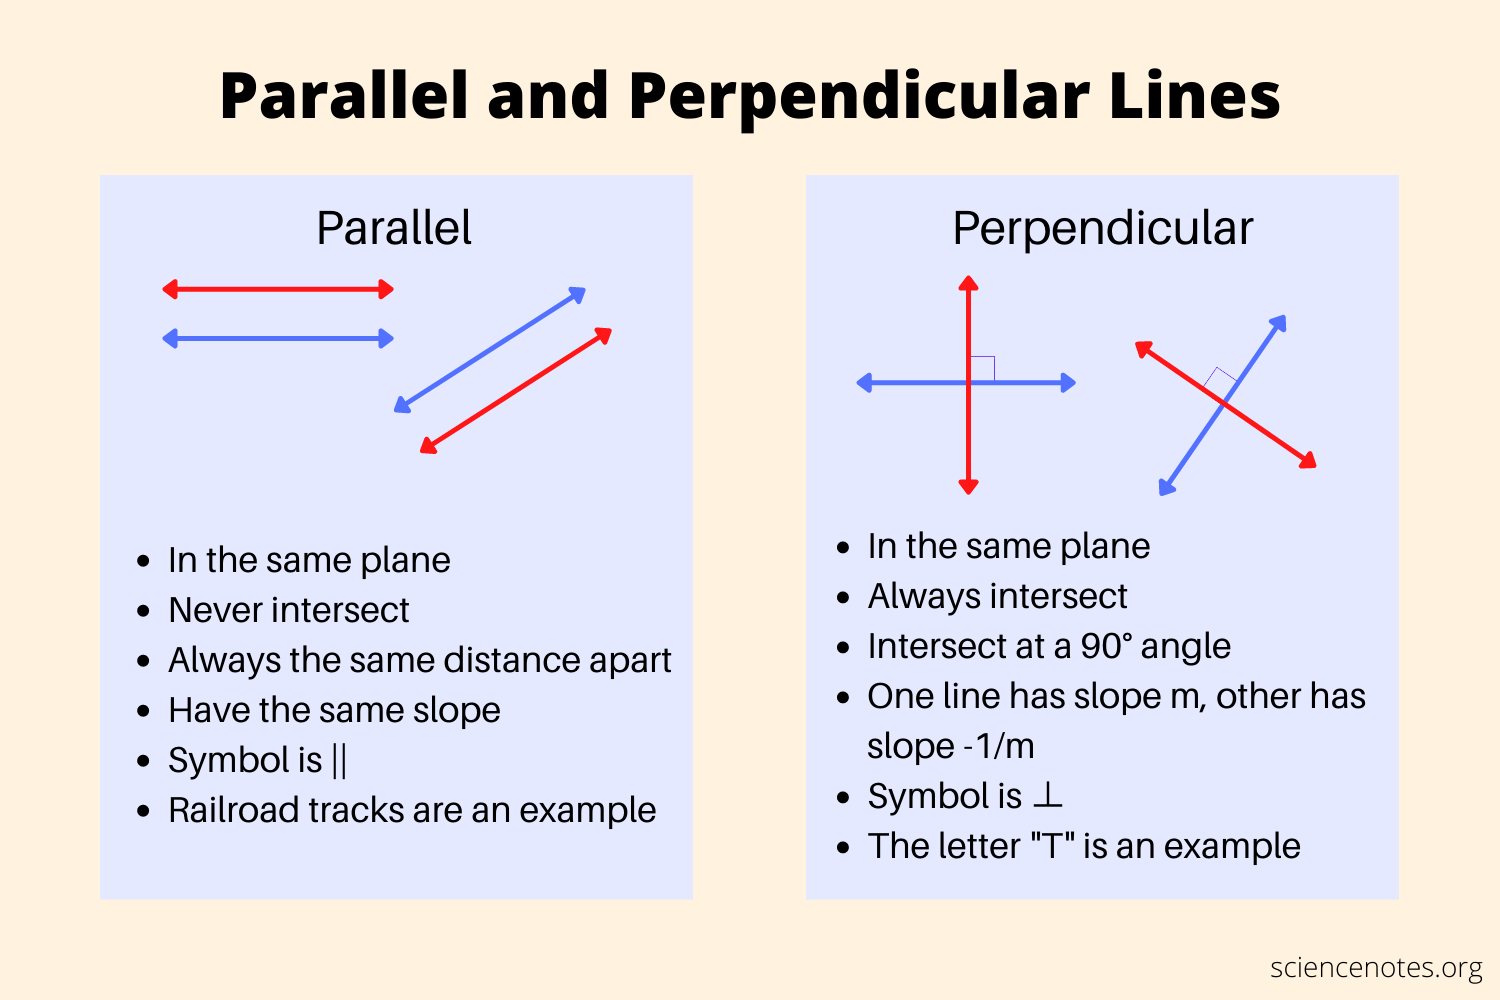 Parallel and Perpendicular Lines
Parallel
• In the same plane
• Never intersect
• Always the same distance apart
• Have the same slope
• Symbol is ||
• Railroad tracks are an example
Perpendicular
• In the same plane
• Always intersect
• Intersect at a 90° angle
• One line has slope m, other has
slope -1/m
• Symbol is ⊥
• The letter "T" is an example
sciencenotes.org